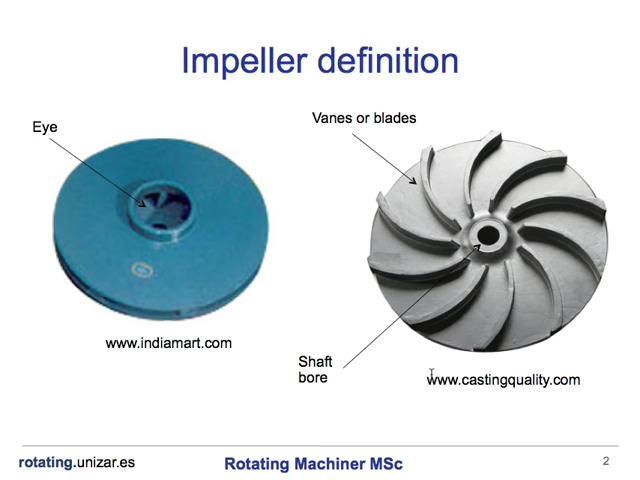 Impeller definition
Eye
Vanes or blades
www.indiamart.com
Shaft
bore
www.castingquality.com
rotating.unizar.es
Rotating Machiner MSc
2